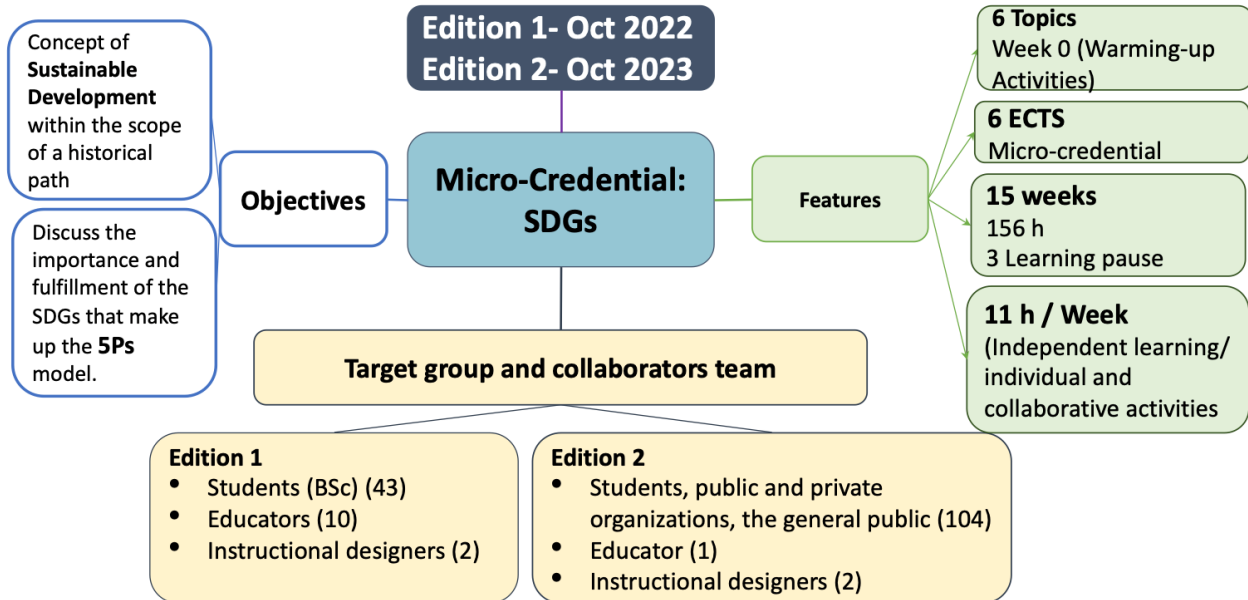 Edition 1- Oct 2022
Edition 2- Oct 2023
Concept of
Sustainable
Development
within the scope
of a historical
path
Discuss the
importance and
fulfillment of the
SDGs that make
up the 5Ps
model.
Objectives
Micro-Credential:
SDGs
Features
6 Topics
Week 0 (Warming-up
Activities)
6 ECTS
Micro-credential
15 weeks
156 h
3 Learning pause
11 h / Week
(Independent learning/
individual and
collaborative activities
Target group and collaborators team
Edition 1
• Students (BSc) (43)
• Educators (10)
• Instructional designers (2)
Edition 2
• Students, public and private
organizations, the general public (104)
• Educator (1)
• Instructional designers (2)